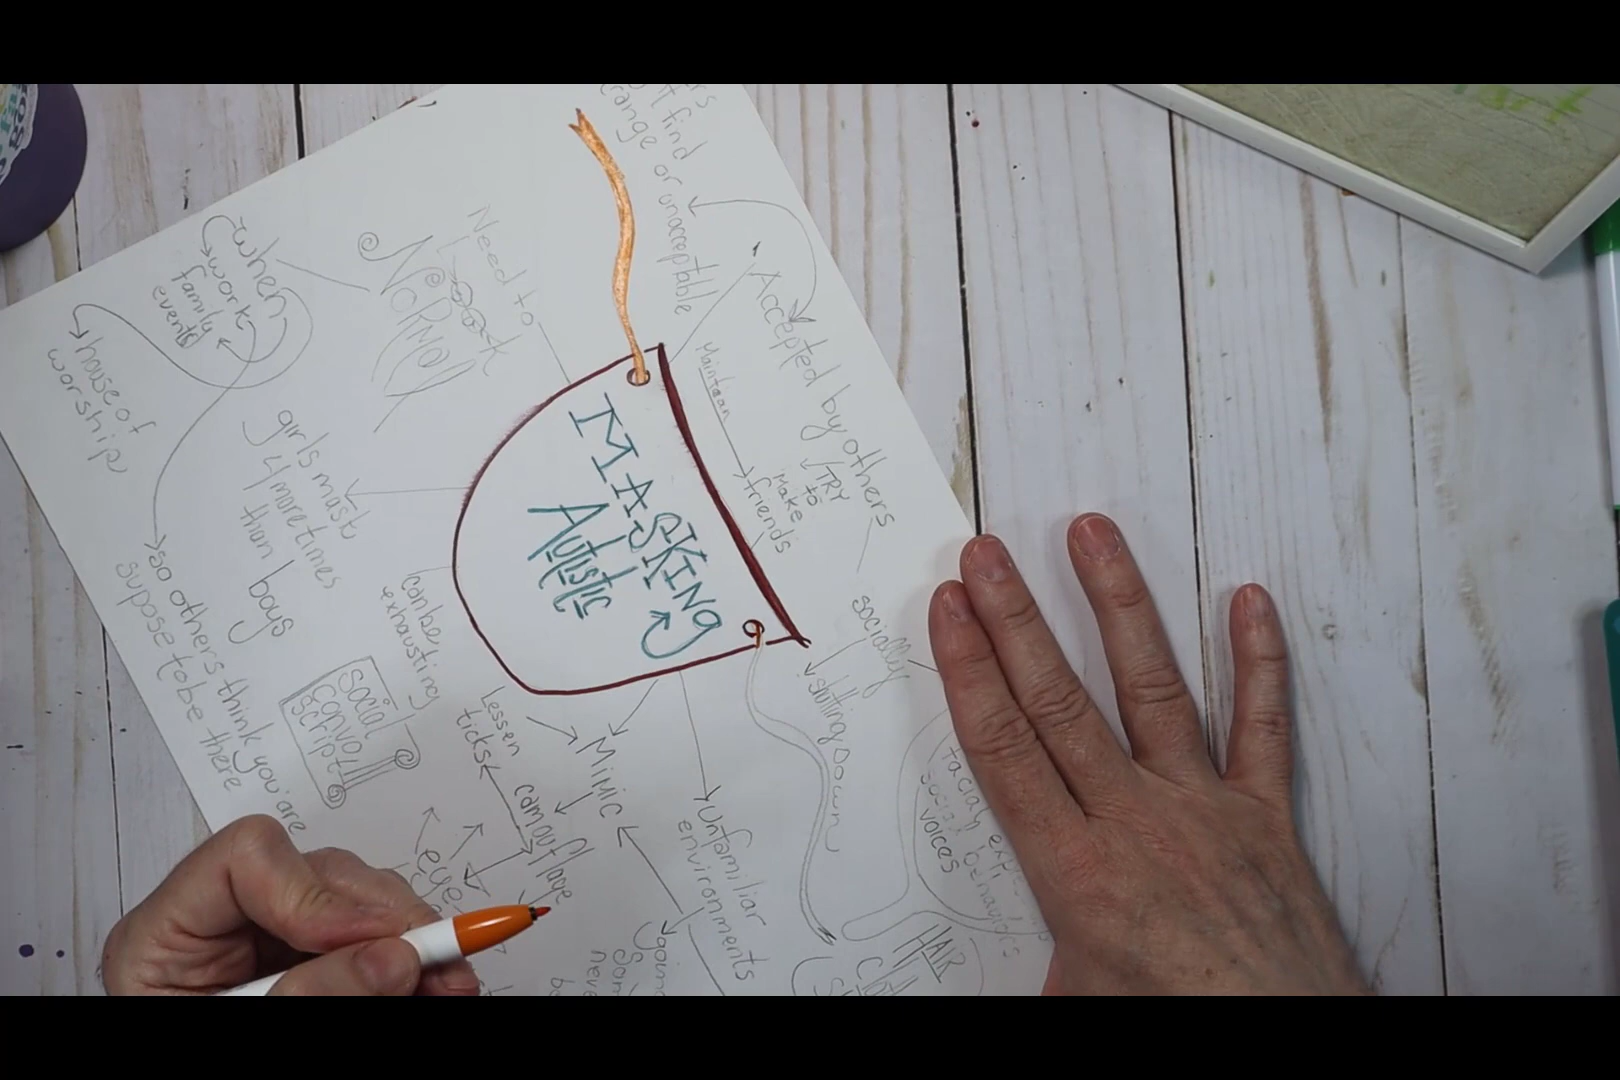 MASKING
Autistic
't find
range or unacceptable
Accepted by others
Maintain
friends
TRY
to
Make
Need to
NORMAL
when
work
family
events
house of
worship
so others think you are
supose to be there
girls mask
4 more times
than boys
can be
exhausting
Social
script
Lessen
ticks
Mimic
camouflage
eye
Unfamiliar
environments
going
socially
shutting down
facial
social behaviors
voices
HAIR